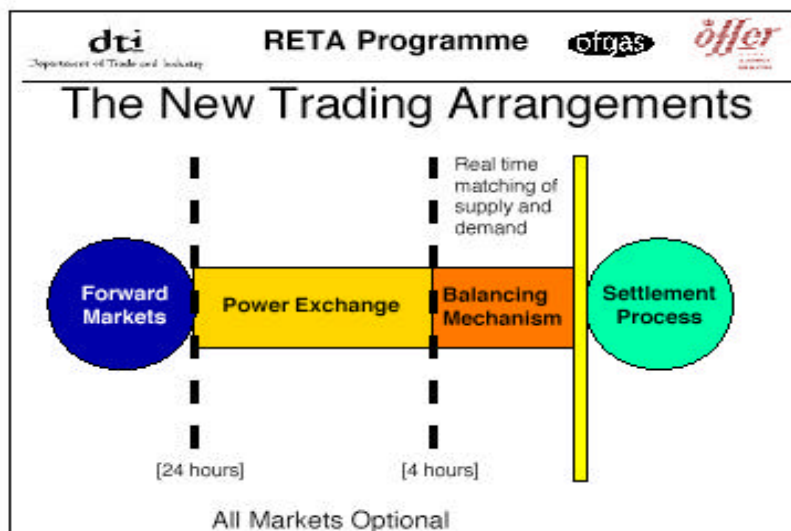 dti
Department of Trade and Industry
RETA Programme
ofgas
öffer
The New Trading Arrangements
Real time
matching of
supply and
demand
Forward
Markets
Power Exchange
Balancing
Mechanism
Settlement
Process
[24 hours]
[4 hours]
All Markets Optional